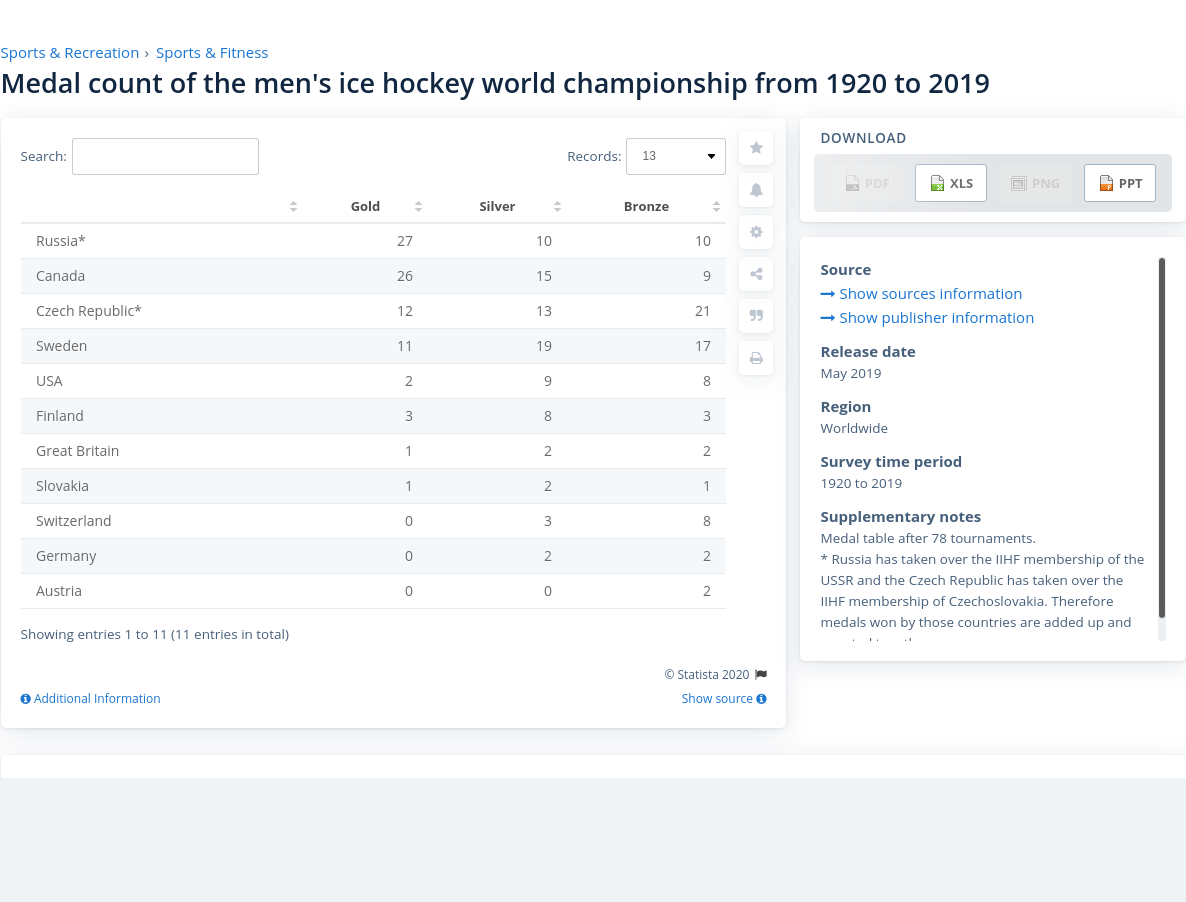 Sports & Recreation › Sports & Fitness
Medal count of the men's ice hockey world championship from 1920 to 2019
Search:
Records: 13
Gold Silver Bronze
Russia* 27 10 10
Canada 26 15 9
Czech Republic* 12 13 21
Sweden 11 19 17
USA 2 9 8
Finland 3 8 3
Great Britain 1 2 2
Slovakia 1 2 1
Switzerland 0 3 8
Germany 0 2 2
Austria 0 0 2
Showing entries 1 to 11 (11 entries in total)
© Statista 2020
Additional Information
Show source
DOWNLOAD
PDF XLS PNG PPT
Source
Show sources information
Show publisher information
Release date
May 2019
Region
Worldwide
Survey time period
1920 to 2019
Supplementary notes
Medal table after 78 tournaments.
* Russia has taken over the IIHF membership of the
USSR and the Czech Republic has taken over the
IIHF membership of Czechoslovakia. Therefore
medals won by those countries are added up and